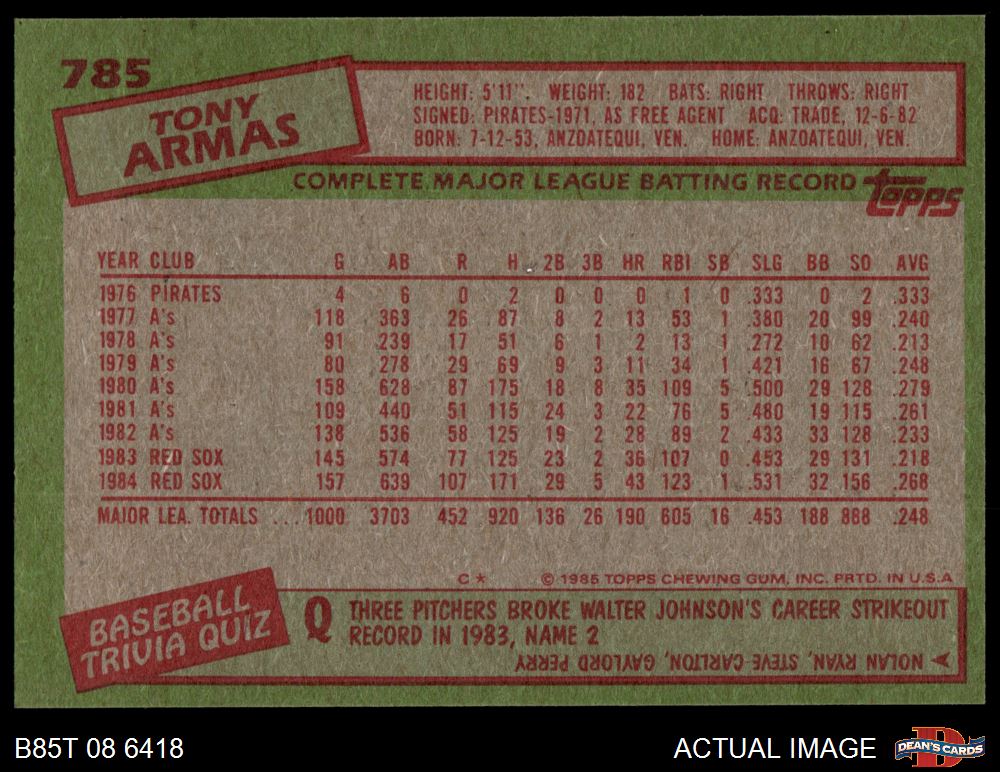 785
TONY
ARMAS
HEIGHT: 5'11". WEIGHT: 182 BATS: RIGHT THROWS: RIGHT
SIGNED: PIRATES-1971, AS FREE AGENT ACQ: TRADE, 12-6-82
BORN: 7-12-53, ANZOATEQUI, VEN. HOME: ANZOATEQUI, VEN.
COMPLETE MAJOR LEAGUE BATTING RECORD topps
YEAR CLUB G AB R H 2B 3B HR RBI SB SLG BB SO AVG
1976 PIRATES 4 6 0 2 0 0 0 1 0 .333 0 2 .333
1977 A's 118 363 26 87 8 2 13 53 1 .380 20 99 .240
1978 A's 91 239 17 51 6 1 2 13 1 .272 10 62 .213
1979 A's 80 278 29 69 9 3 11 34 1 .421 16 67 .248
1980 A's 158 628 87 175 18 8 35 109 5 .500 29 128 .279
1981 A's 109 440 51 115 24 3 22 76 5 .480 19 115 .261
1982 A's 138 536 58 125 19 2 28 89 2 .433 33 128 .233
1983 RED SOX 145 574 77 125 23 2 36 107 0 .453 29 131 .218
1984 RED SOX 157 639 107 171 29 5 43 123 1 .531 32 156 .268
MAJOR LEA. TOTALS ...1000 3703 452 920 136 26 190 605 16 .453 188 888 .248
C* © 1985 TOPPS CHEWING GUM, INC. PRTD. IN U.S.A
BASEBALL
TRIVIA QUIZ
Q THREE PITCHERS BROKE WALTER JOHNSON'S CAREER STRIKEOUT
RECORD IN 1983, NAME 2
NOLAN RYAN, STEVE CARLTON, GAYLORD PERRY
B85T 08 6418
ACTUAL IMAGE
D
DEAN'S CARDS